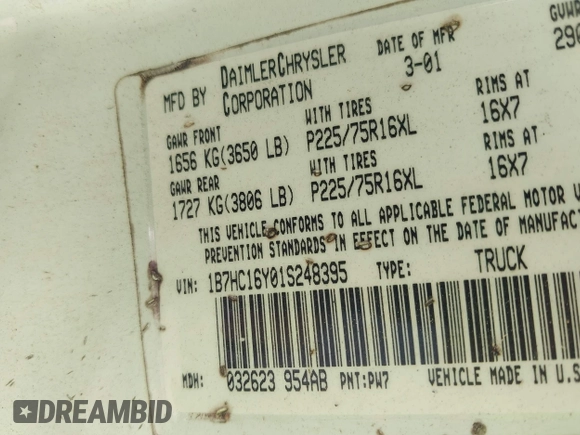 MFD BY DAIMLERCHRYSLER CORPORATION DATE OF MFR 3-01 GVWR 290
GAWR FRONT WITH TIRES RIMS AT
1656 KG(3650 LB) P225/75R16XL 16X7
GAWR REAR WITH TIRES RIMS AT
1727 KG(3806 LB) P225/75R16XL 16X7
THIS VEHICLE CONFORMS TO ALL APPLICABLE FEDERAL MOTOR V
PREVENTION STANDARDS IN EFFECT ON THE DATE OF MANUFAC
VIN: 1B7HC16Y01S248395 TYPE: TRUCK
MDH: 032623 954AB PNT:PW7 VEHICLE MADE IN U.S
DREAMBID